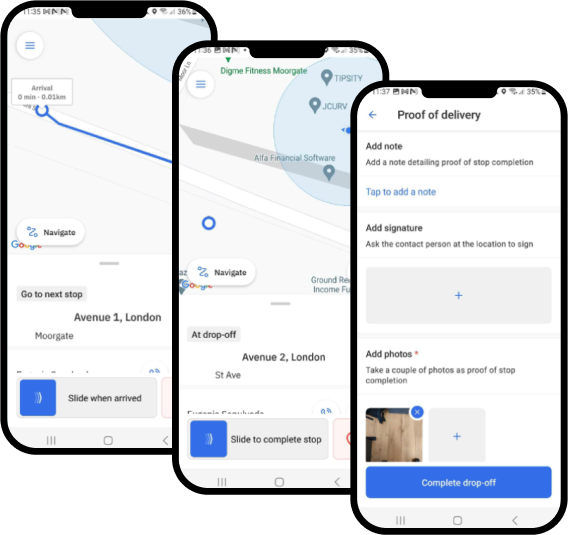 11:35
36%
Arrival
0 min - 0.01km
Navigate
Google
Go to next stop
Avenue 1, London
Moorgate
Slide when arrived
:36
35%
Digme Fitness Moorgate
TIPSITY
JCURV
Alfa Financial Software
Navigate
Google
Ground Re
Income Fu
At drop-off
Avenue 2, London
St Ave
Eugenia Sepulveda
Slide to complete stop
11:37
35%
Proof of delivery
Add note
Add a note detailing proof of stop completion
Tap to add a note
Add signature
Ask the contact person at the location to sign
+
Add photos *
Take a couple of photos as proof of stop
completion
+
Complete drop-off